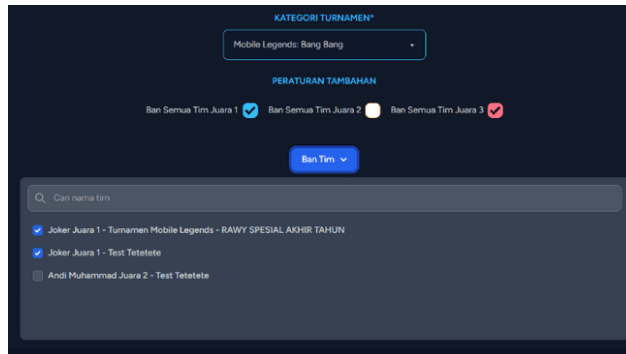 KATEGORI TURNAMEN*
Mobile Legends: Bang Bang
PERATURAN TAMBAHAN
Ban Semua Tim Juara 1 Ban Semua Tim Juara 2 Ban Semua Tim Juara 3
Ban Tim
Cari nama tim
Joker Juara 1 - Turnamen Mobile Legends - RAWY SPESIAL AKHIR TAHUN
Joker Juara 1 - Test Tetetete
Andi Muhammad Juara 2 - Test Tetetete